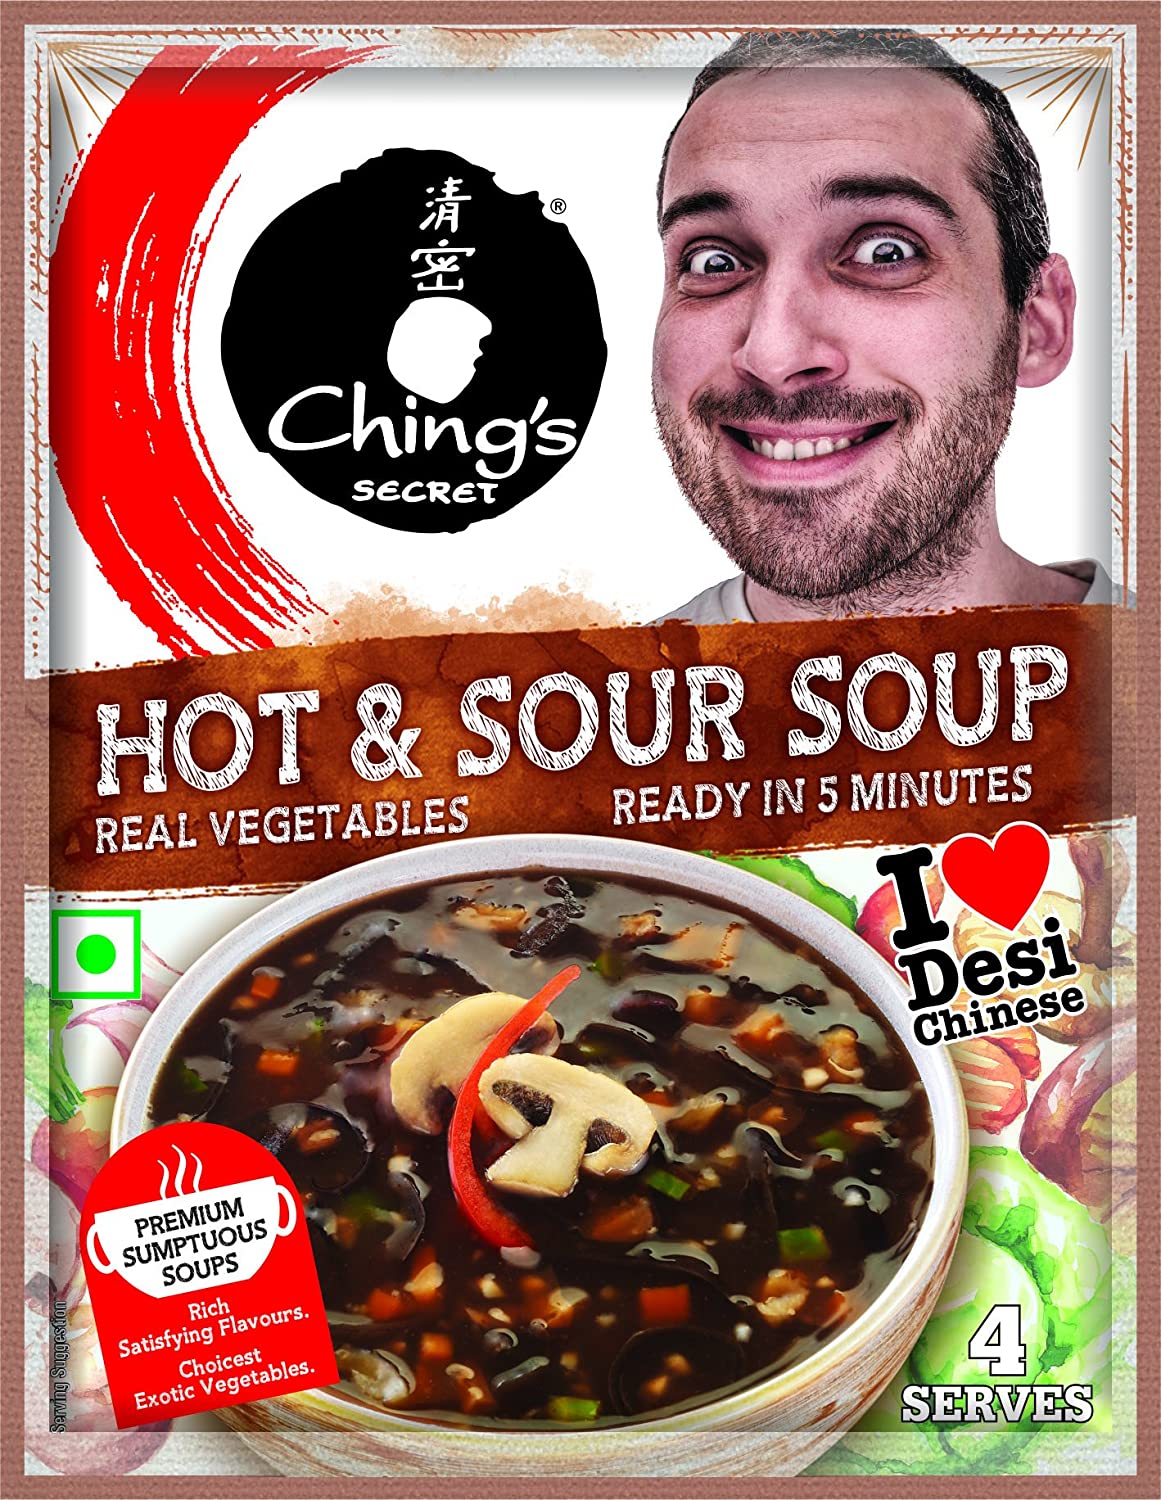 清
密
®
Ching's
SECRET
HOT & SOUR SOUP
REAL VEGETABLES
READY IN 5 MINUTES
I
Desi
Chinese
PREMIUM
SUMPTUOUS
SOUPS
Rich
Satisfying Flavours.
Choicest
Exotic Vegetables.
Serving Suggestion
4
SERVES